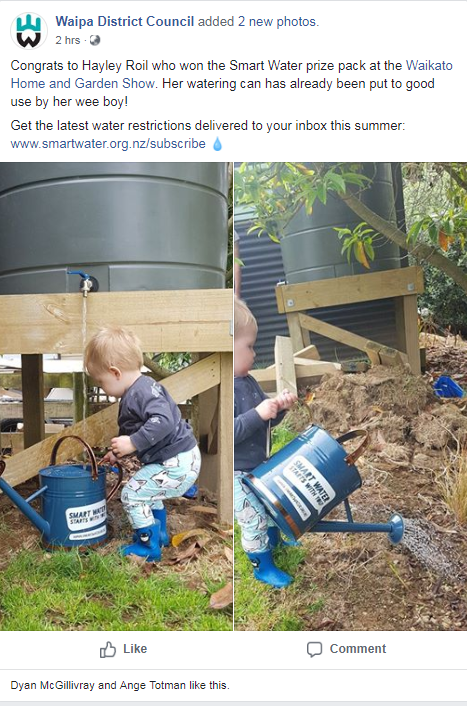 Waipa District Council added 2 new photos.
2 hrs ·
Congrats to Hayley Roil who won the Smart Water prize pack at the Waikato
Home and Garden Show. Her watering can has already been put to good
use by her wee boy!
Get the latest water restrictions delivered to your inbox this summer:
www.smartwater.org.nz/subscribe
SMART WATER
STARTS WITH
SMART WATER
STARTS WITH
Like
Comment
Dyan McGillivray and Ange Totman like this.